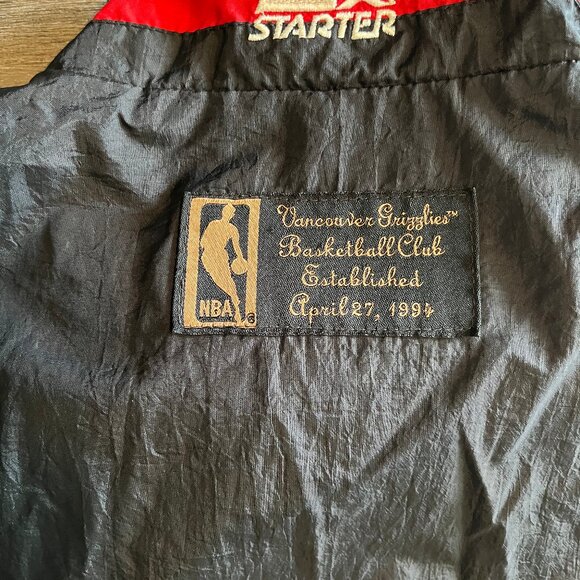 STARTER
Vancouver Grizzlies™
Basketball Club
Established
April 27, 1994
NBA